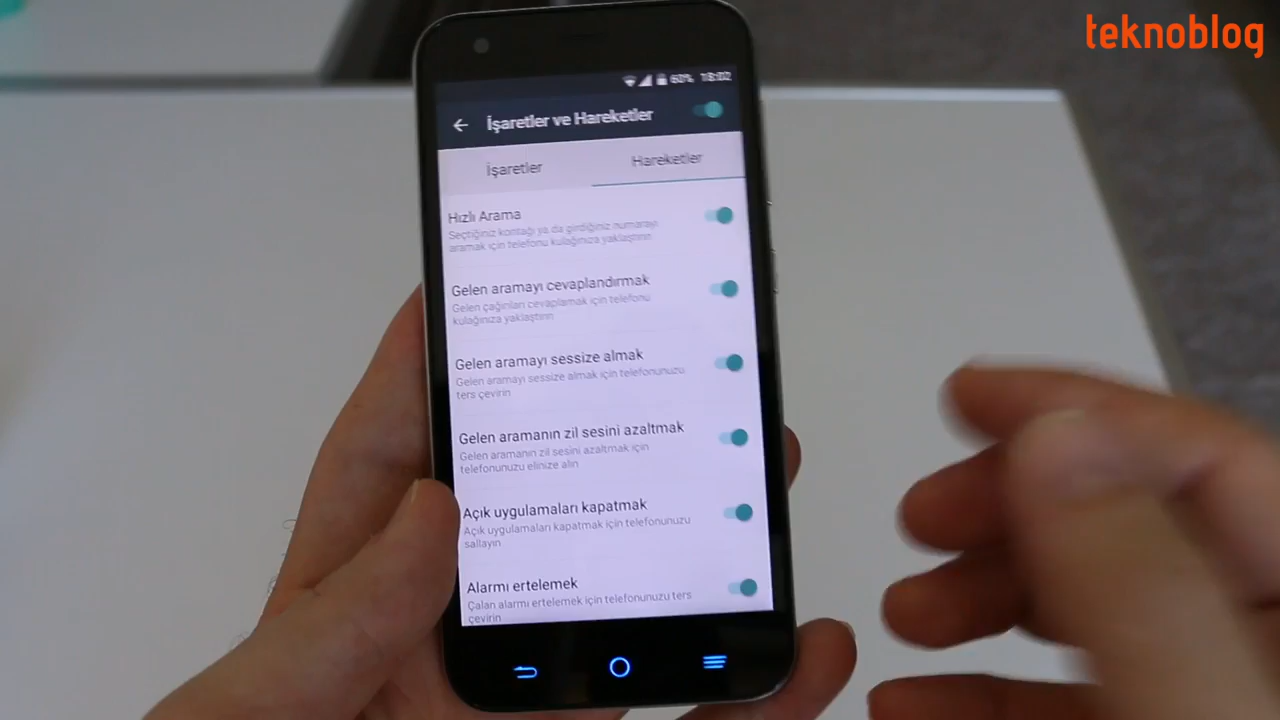 teknoblog
60% 18:02
İşaretler ve Hareketler
İşaretler
Hareketler
Hızlı Arama
Seçtiğiniz kontağı ya da girdiğiniz numarayı
aramak için telefonu kulağınıza yaklaştırın
Gelen aramayı cevaplandırmak
Gelen çağrıları cevaplamak için telefonu
kulağınıza yaklaştırın
Gelen aramayı sessize almak
Gelen aramayı sessize almak için telefonunuzu
ters çevirin
Gelen aramanın zil sesini azaltmak
Gelen aramanın zil sesini azaltmak için
telefonunuzu elinize alın
Açık uygulamaları kapatmak
Açık uygulamaları kapatmak için telefonunuzu
sallayın
Alarmı ertelemek
Çalan alarmı ertelemek için telefonunuzu ters
çevirin